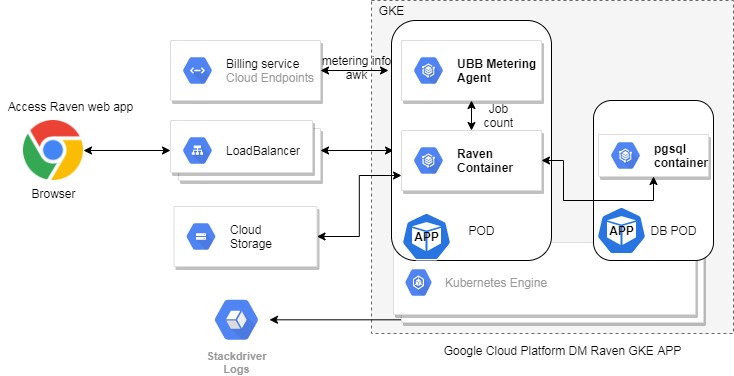 GKE
Billing service
Cloud Endpoints
metering info
awk
UBB Metering
Agent
Job
count
Access Raven web app
Browser
LoadBalancer
Raven
Container
pgsql
container
Cloud
Storage
APP
POD
APP
DB POD
Kubernetes Engine
Stackdriver
Logs
Google Cloud Platform DM Raven GKE APP